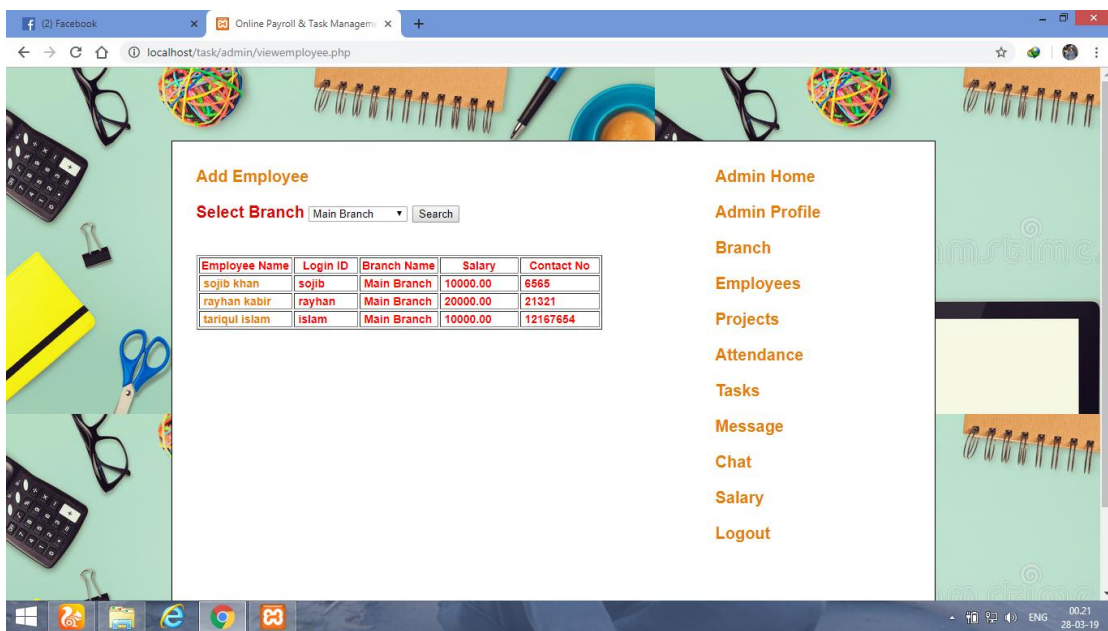 (2) Facebook
Online Payroll & Task Manageme
localhost/task/admin/viewemployee.php
Add Employee
Select Branch Main Branch Search
Employee Name Login ID Branch Name Salary Contact No
sojib khan sojib Main Branch 10000.00 6565
rayhan kabir rayhan Main Branch 20000.00 21321
tariqul islam islam Main Branch 10000.00 12167654
Admin Home
Admin Profile
Branch
Employees
Projects
Attendance
Tasks
Message
Chat
Salary
Logout
ENG
00.21
28-03-19